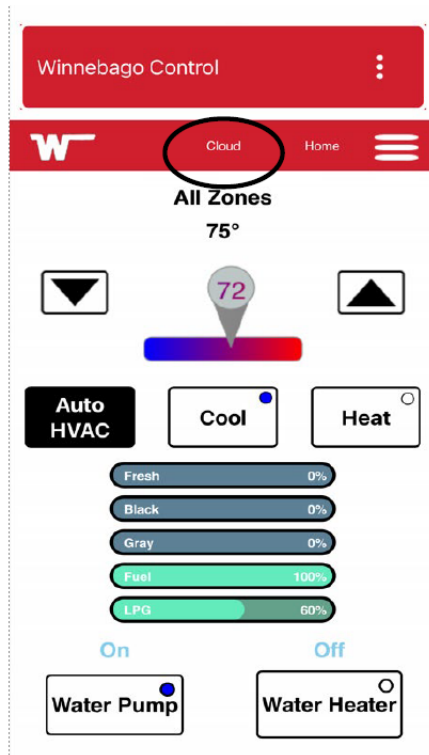 Winnebago Control
W Cloud Home
All Zones
75°
72
Auto
HVAC
Cool
Heat
Fresh 0%
Black 0%
Gray 0%
Fuel 100%
LPG 60%
On Off
Water Pump Water Heater